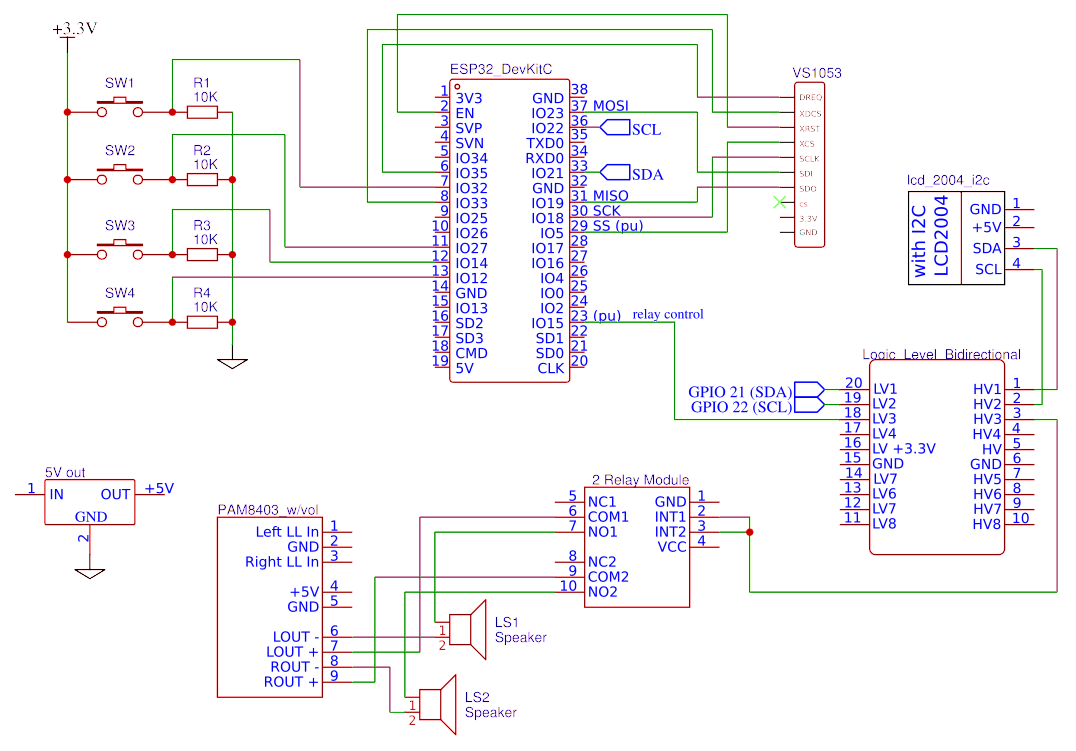 +3.3V
SW1
R1
10K
SW2
R2
10K
SW3
R3
10K
SW4
R4
10K
ESP32_DevKitC
1 3V3
2 EN
3 SVP
4 SVN
5 IO34
6 IO35
7 IO32
8 IO33
9 IO25
10 IO26
11 IO27
12 IO14
13 IO12
14 GND
15 IO13
16 SD2
17 SD3
18 CMD
19 5V
GND 38
IO23 37 MOSI
IO22 36 SCL
TXD0 35
RXD0 34
IO21 33 SDA
GND 32
IO19 31 MISO
IO18 30 SCK
IO5 29 SS (pu)
IO17 28
IO16 27
IO4 26
IO0 25
IO2 24
IO15 23 (pu) relay control
SD1 22
SD0 21
CLK 20
VS1053
DREQ
XDCS
XRST
XCS
SCLK
SDI
SDO
cs
3.3V
GND
lcd_2004_i2c
with I2C
LCD2004
GND 1
+5V 2
SDA 3
SCL 4
Logic_Level_Bidirectional
GPIO 21 (SDA)
GPIO 22 (SCL)
20 LV1
19 LV2
18 LV3
17 LV4
16 LV +3.3V
15 GND
14 LV7
13 LV6
12 LV7
11 LV8
HV1 1
HV2 2
HV3 3
HV4 4
HV 5
GND 6
HV5 7
HV6 8
HV7 9
HV8 10
5V out
1 IN OUT +5V
GND
2
PAM8403_w/vol
Left LL In 1
GND 2
Right LL In 3
+5V 4
GND 5
LOUT - 6
LOUT + 7
ROUT - 8
ROUT + 9
2 Relay Module
5 NC1
6 COM1
7 NO1
8 NC2
9 COM2
10 NO2
GND 1
INT1 2
INT2 3
VCC 4
1
2
LS1
Speaker
1
2
LS2
Speaker